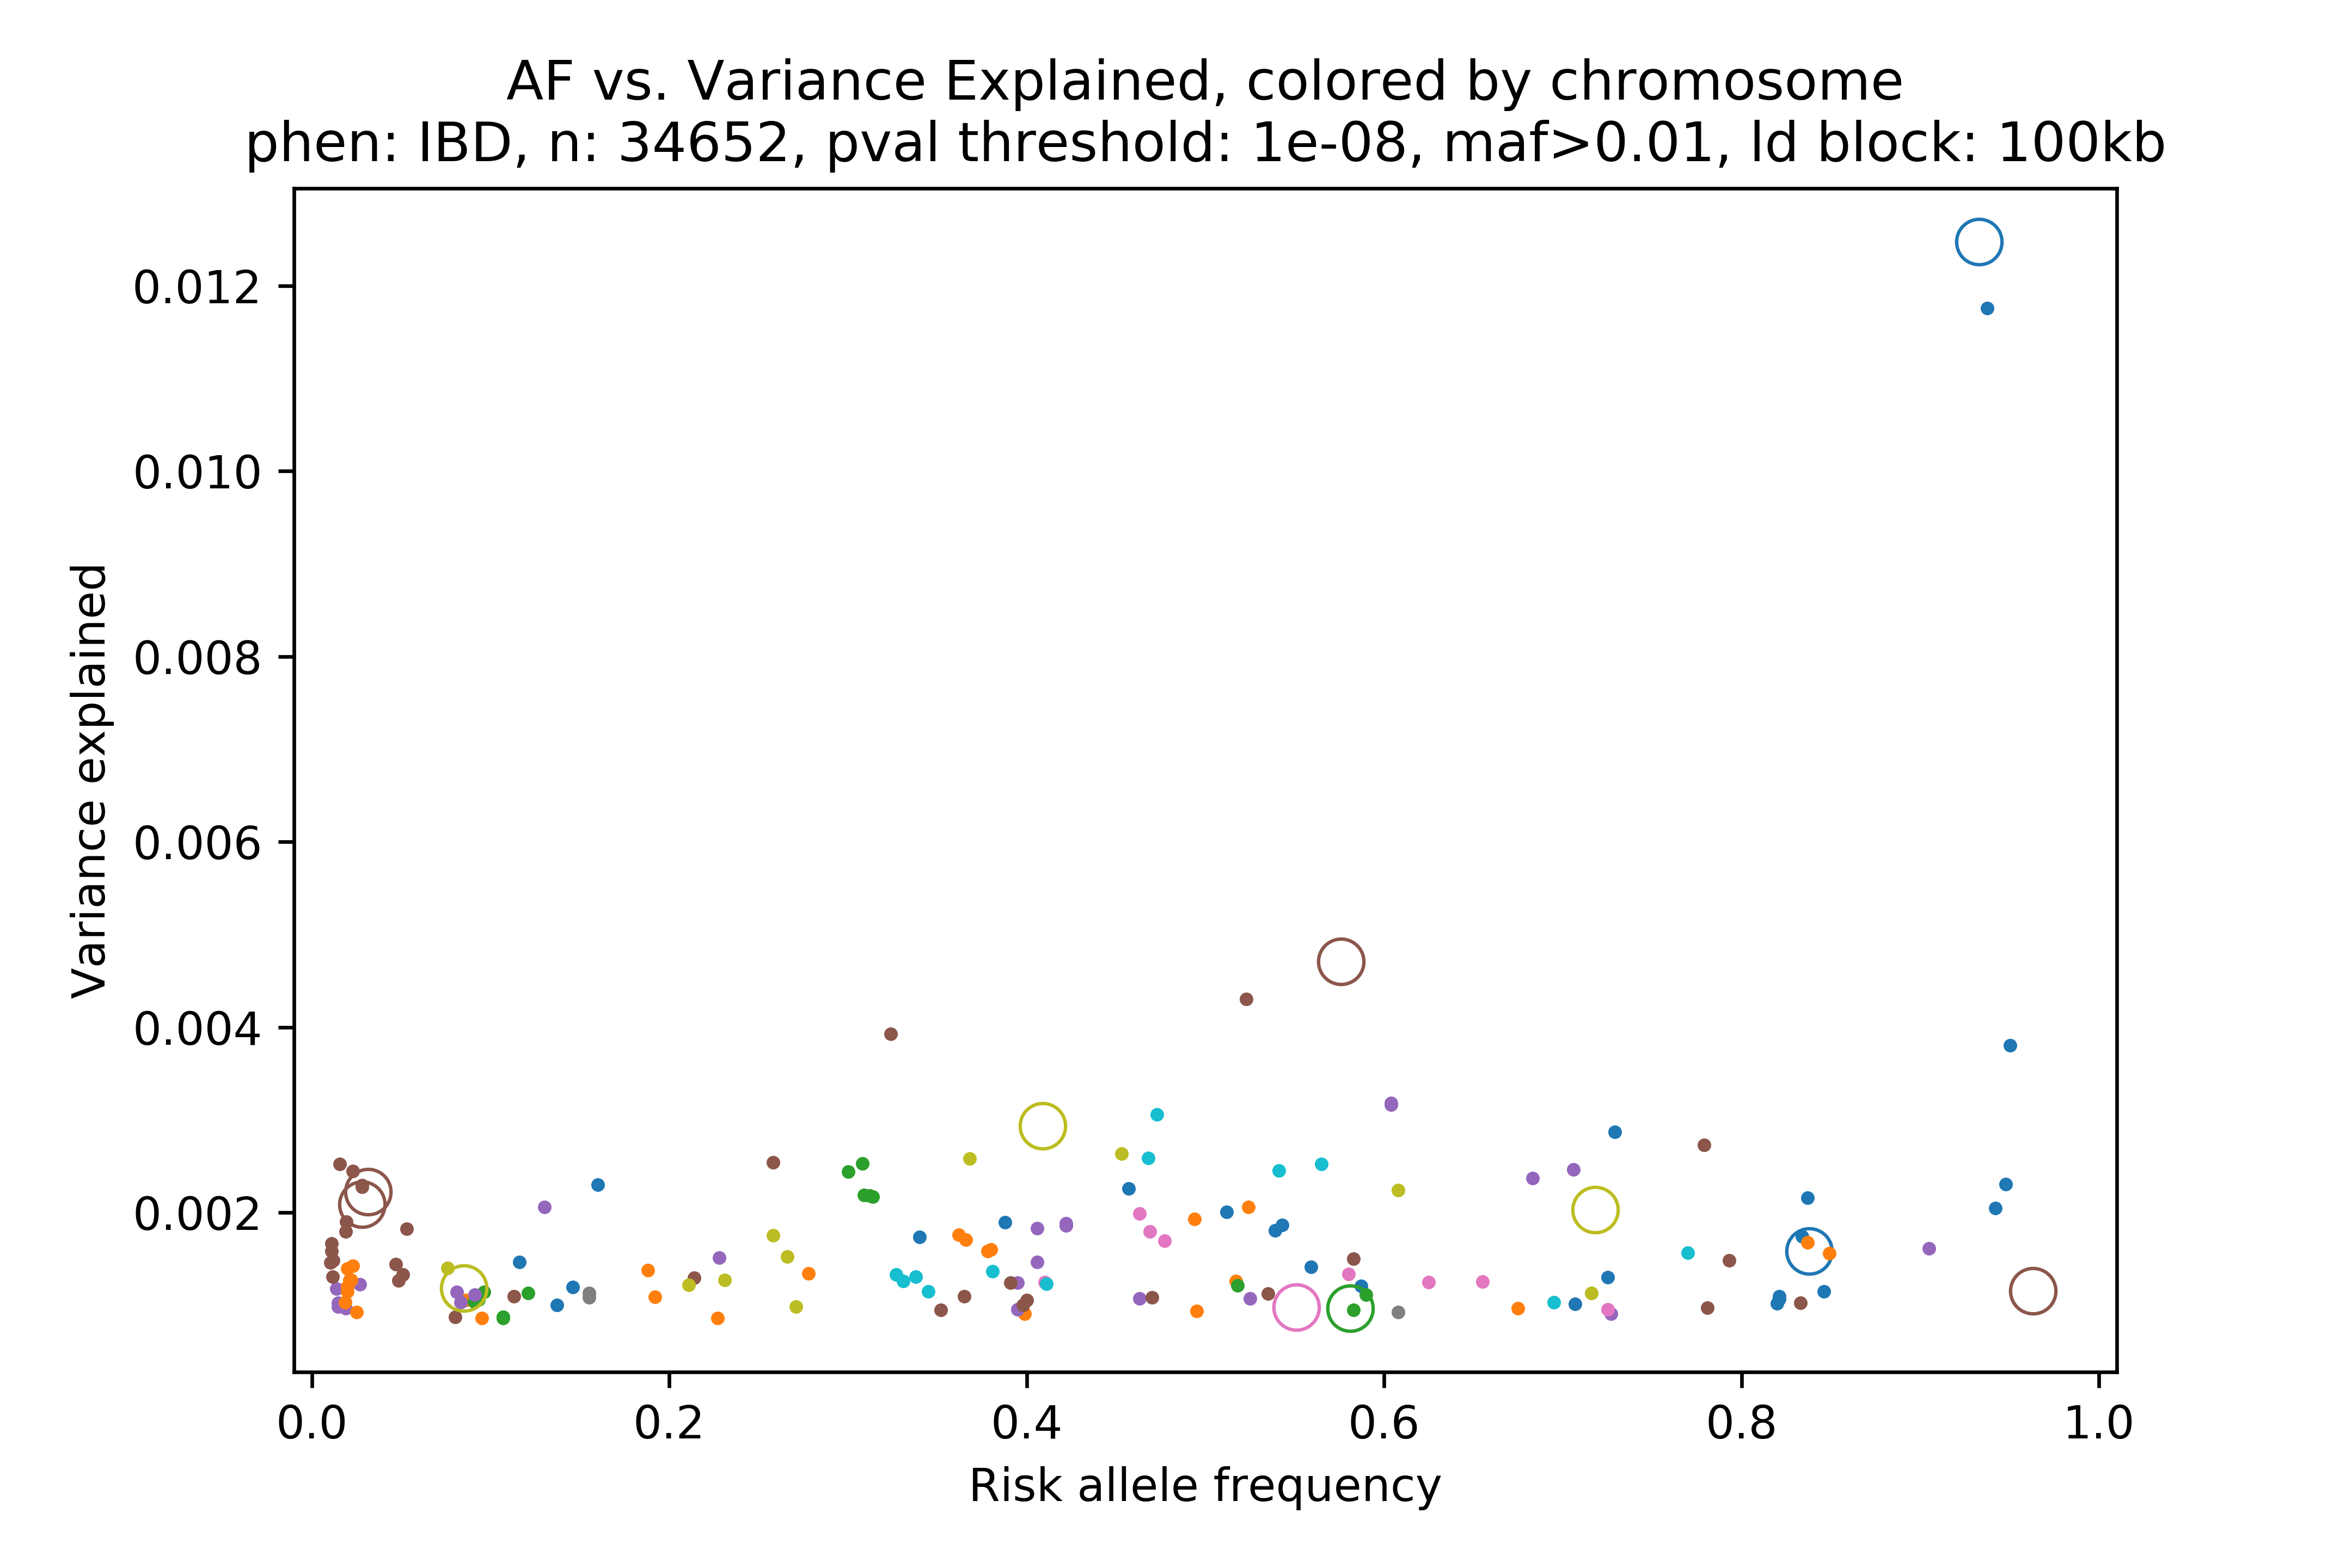 AF vs. Variance Explained, colored by chromosome
phen: IBD, n: 34652, pval threshold: 1e-08, maf>0.01, ld block: 100kb
0.012
0.010
0.008
0.006
0.004
0.002
Variance explained
0.0 0.2 0.4 0.6 0.8 1.0
Risk allele frequency